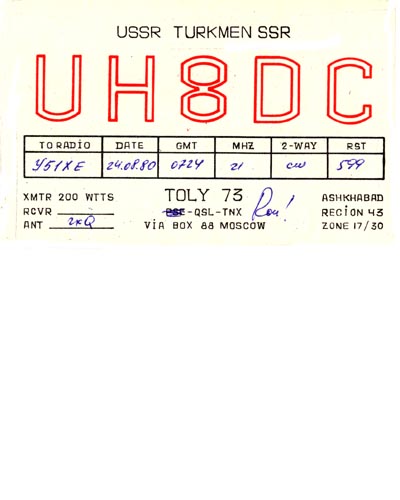 USSR TURKMEN SSR
UH8DC
TO RADIO DATE GMT MHZ 2-WAY RST
Y51XE 24.08.80 0724 21 cw 599
XMTR 200 WTTS TOLY 73 ASHKHABAD
RCVR -QSL-TNX Ron! REGION 43
ANT 2xQ VIA BOX 88 MOSCOW ZONE 17/30